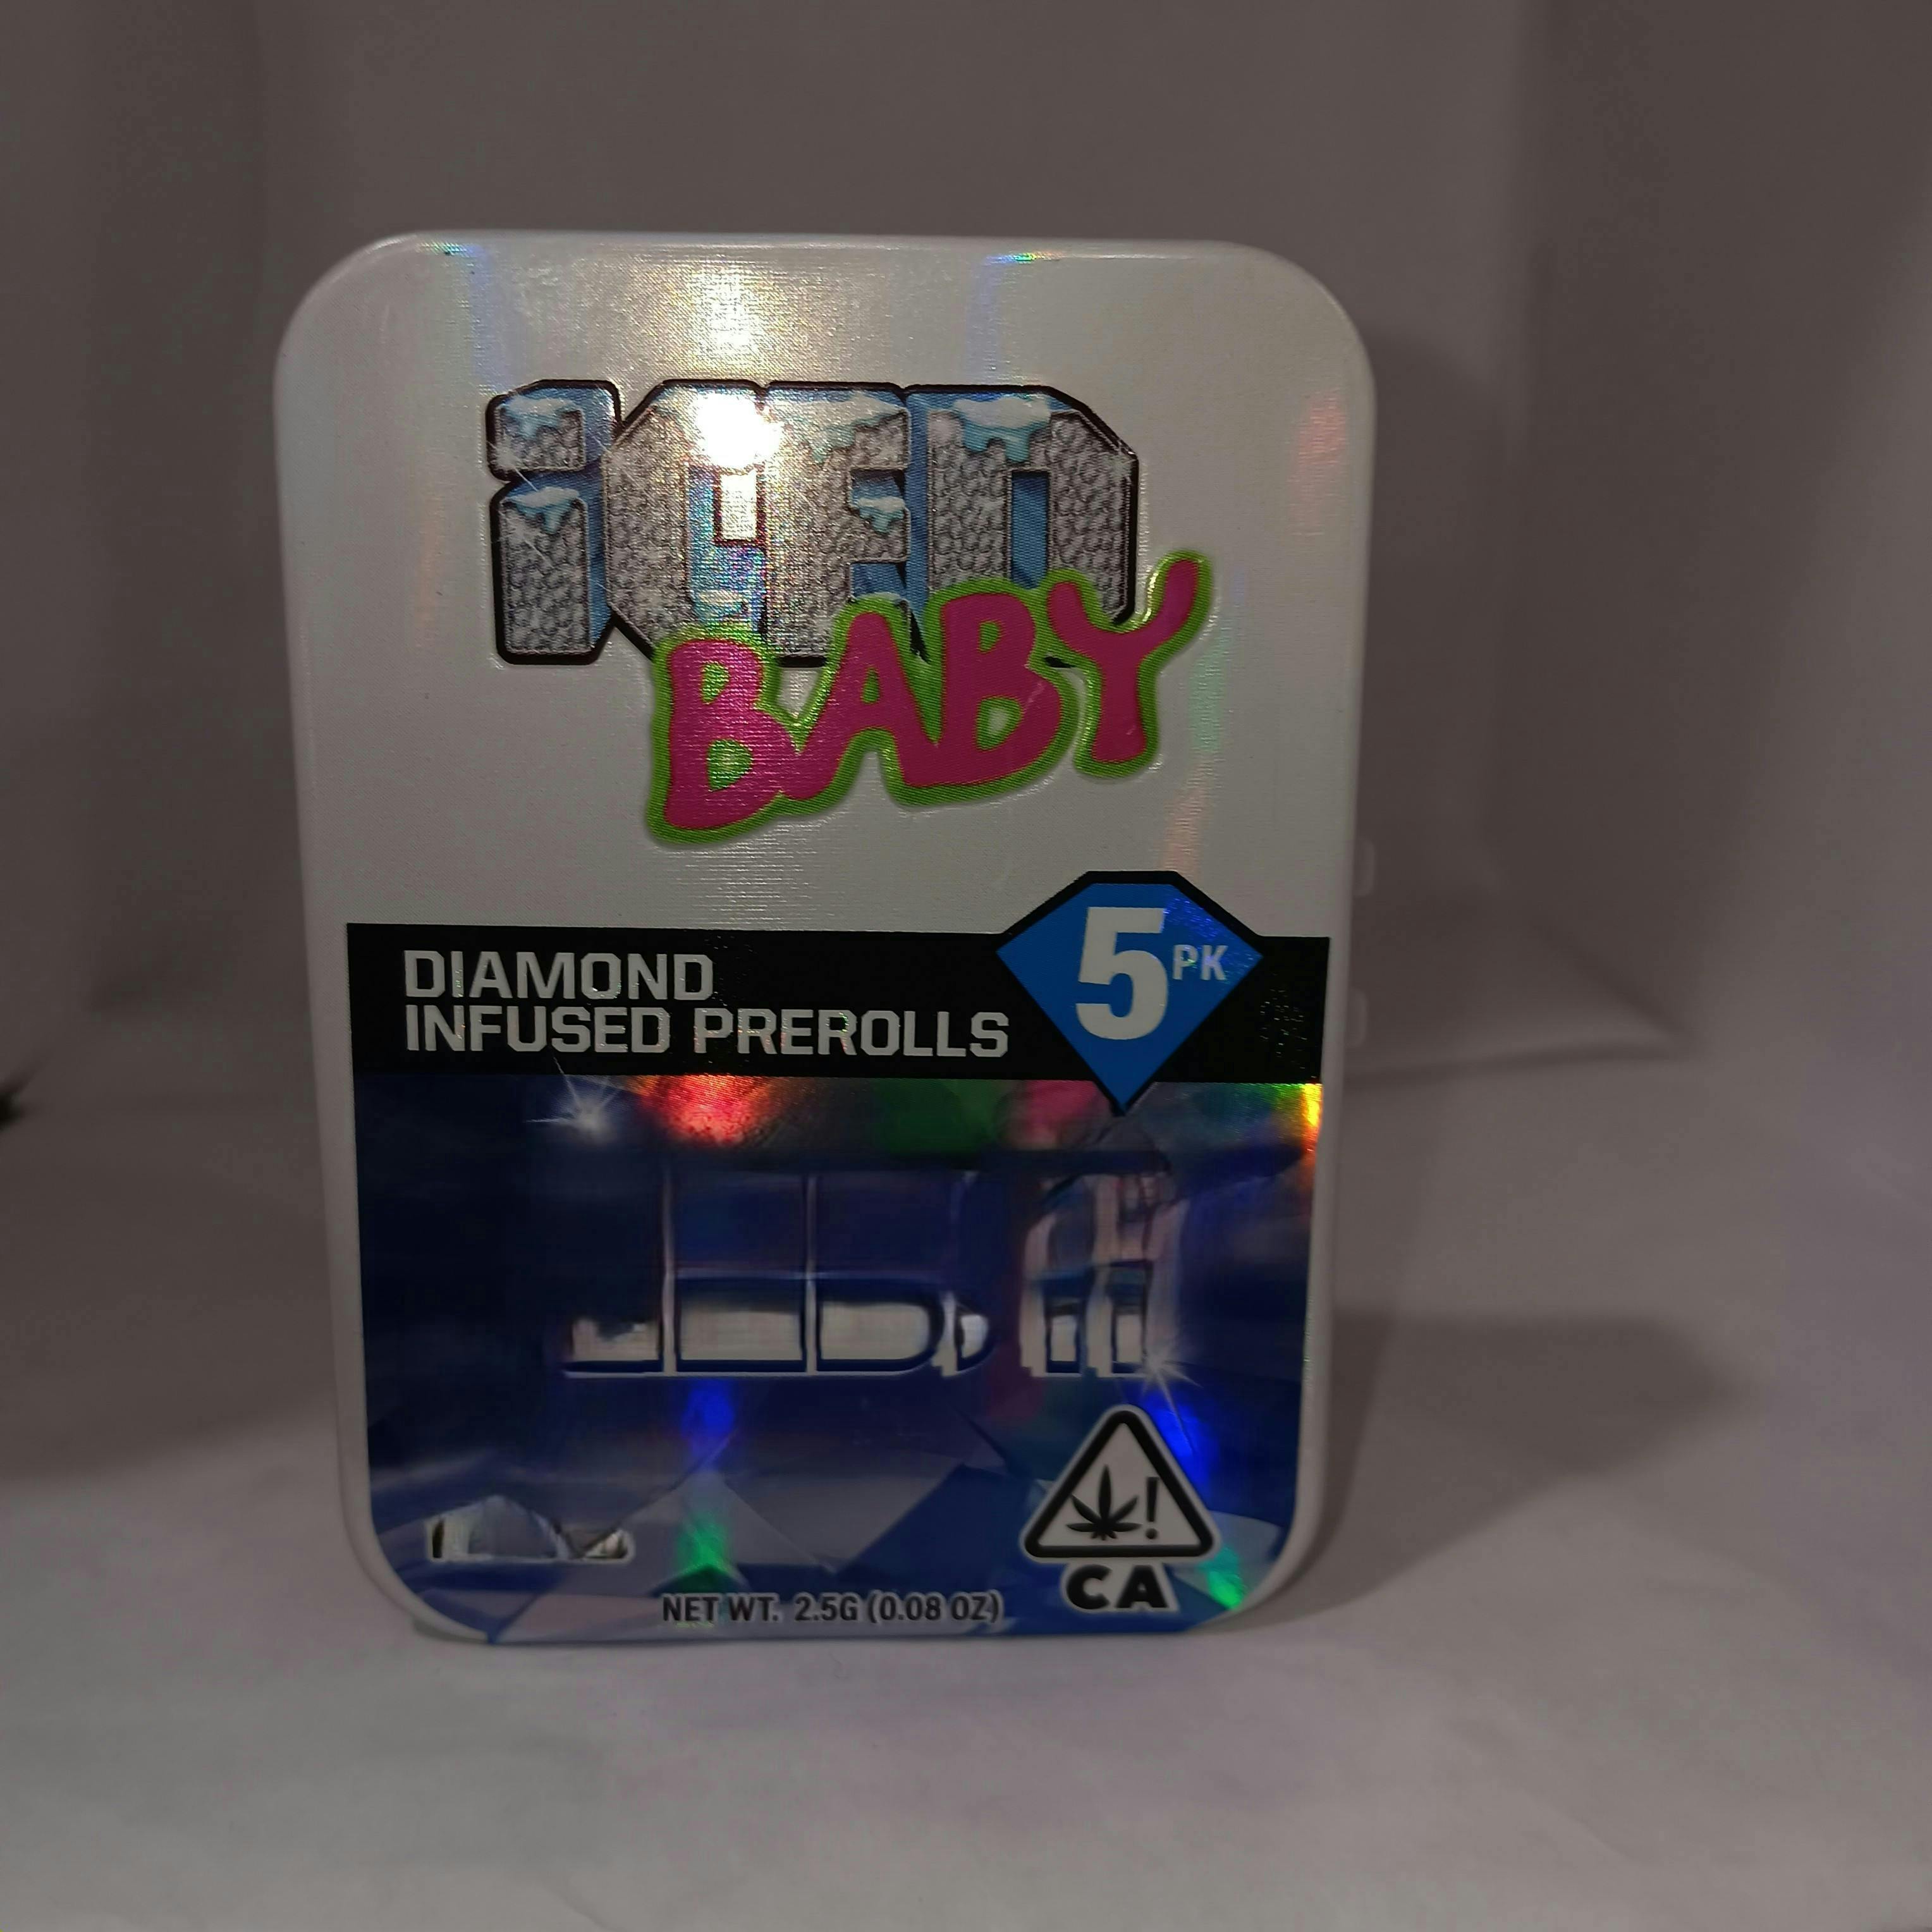 iCED
BABY
DIAMOND
INFUSED PREROLLS
5PK
!
CA
NET WT. 2.5G (0.08 OZ)